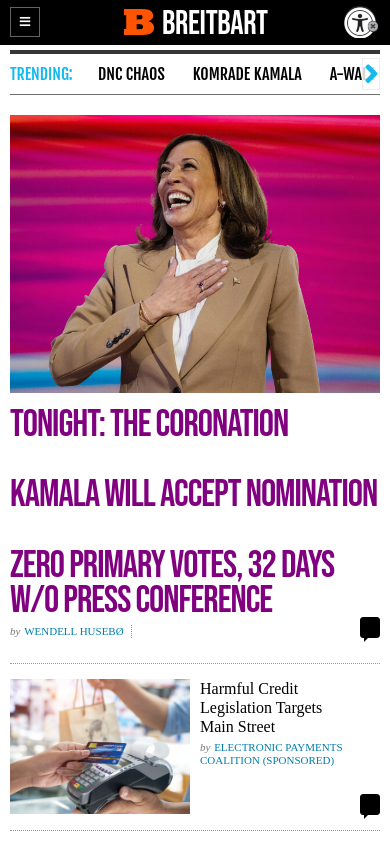 BREITBART
TRENDING:
DNC CHAOS
KOMRADE KAMALA
A-WA
TONIGHT: THE CORONATION
KAMALA WILL ACCEPT NOMINATION
ZERO PRIMARY VOTES, 32 DAYS
W/O PRESS CONFERENCE
by WENDELL HUSEBØ
Harmful Credit
Legislation Targets
Main Street
by ELECTRONIC PAYMENTS
COALITION (SPONSORED)